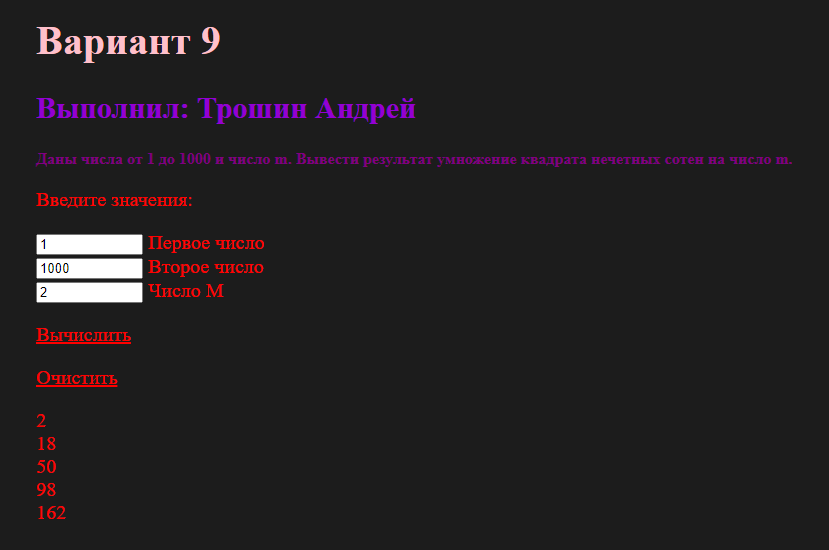 Вариант 9
Выполнил: Трошин Андрей
Даны числа от 1 до 1000 и число m. Вывести результат умножение квадрата нечетных сотен на число m.
Введите значения:
1 Первое число
1000 Второе число
2 Число М
Вычислить
Очистить
2
18
50
98
162